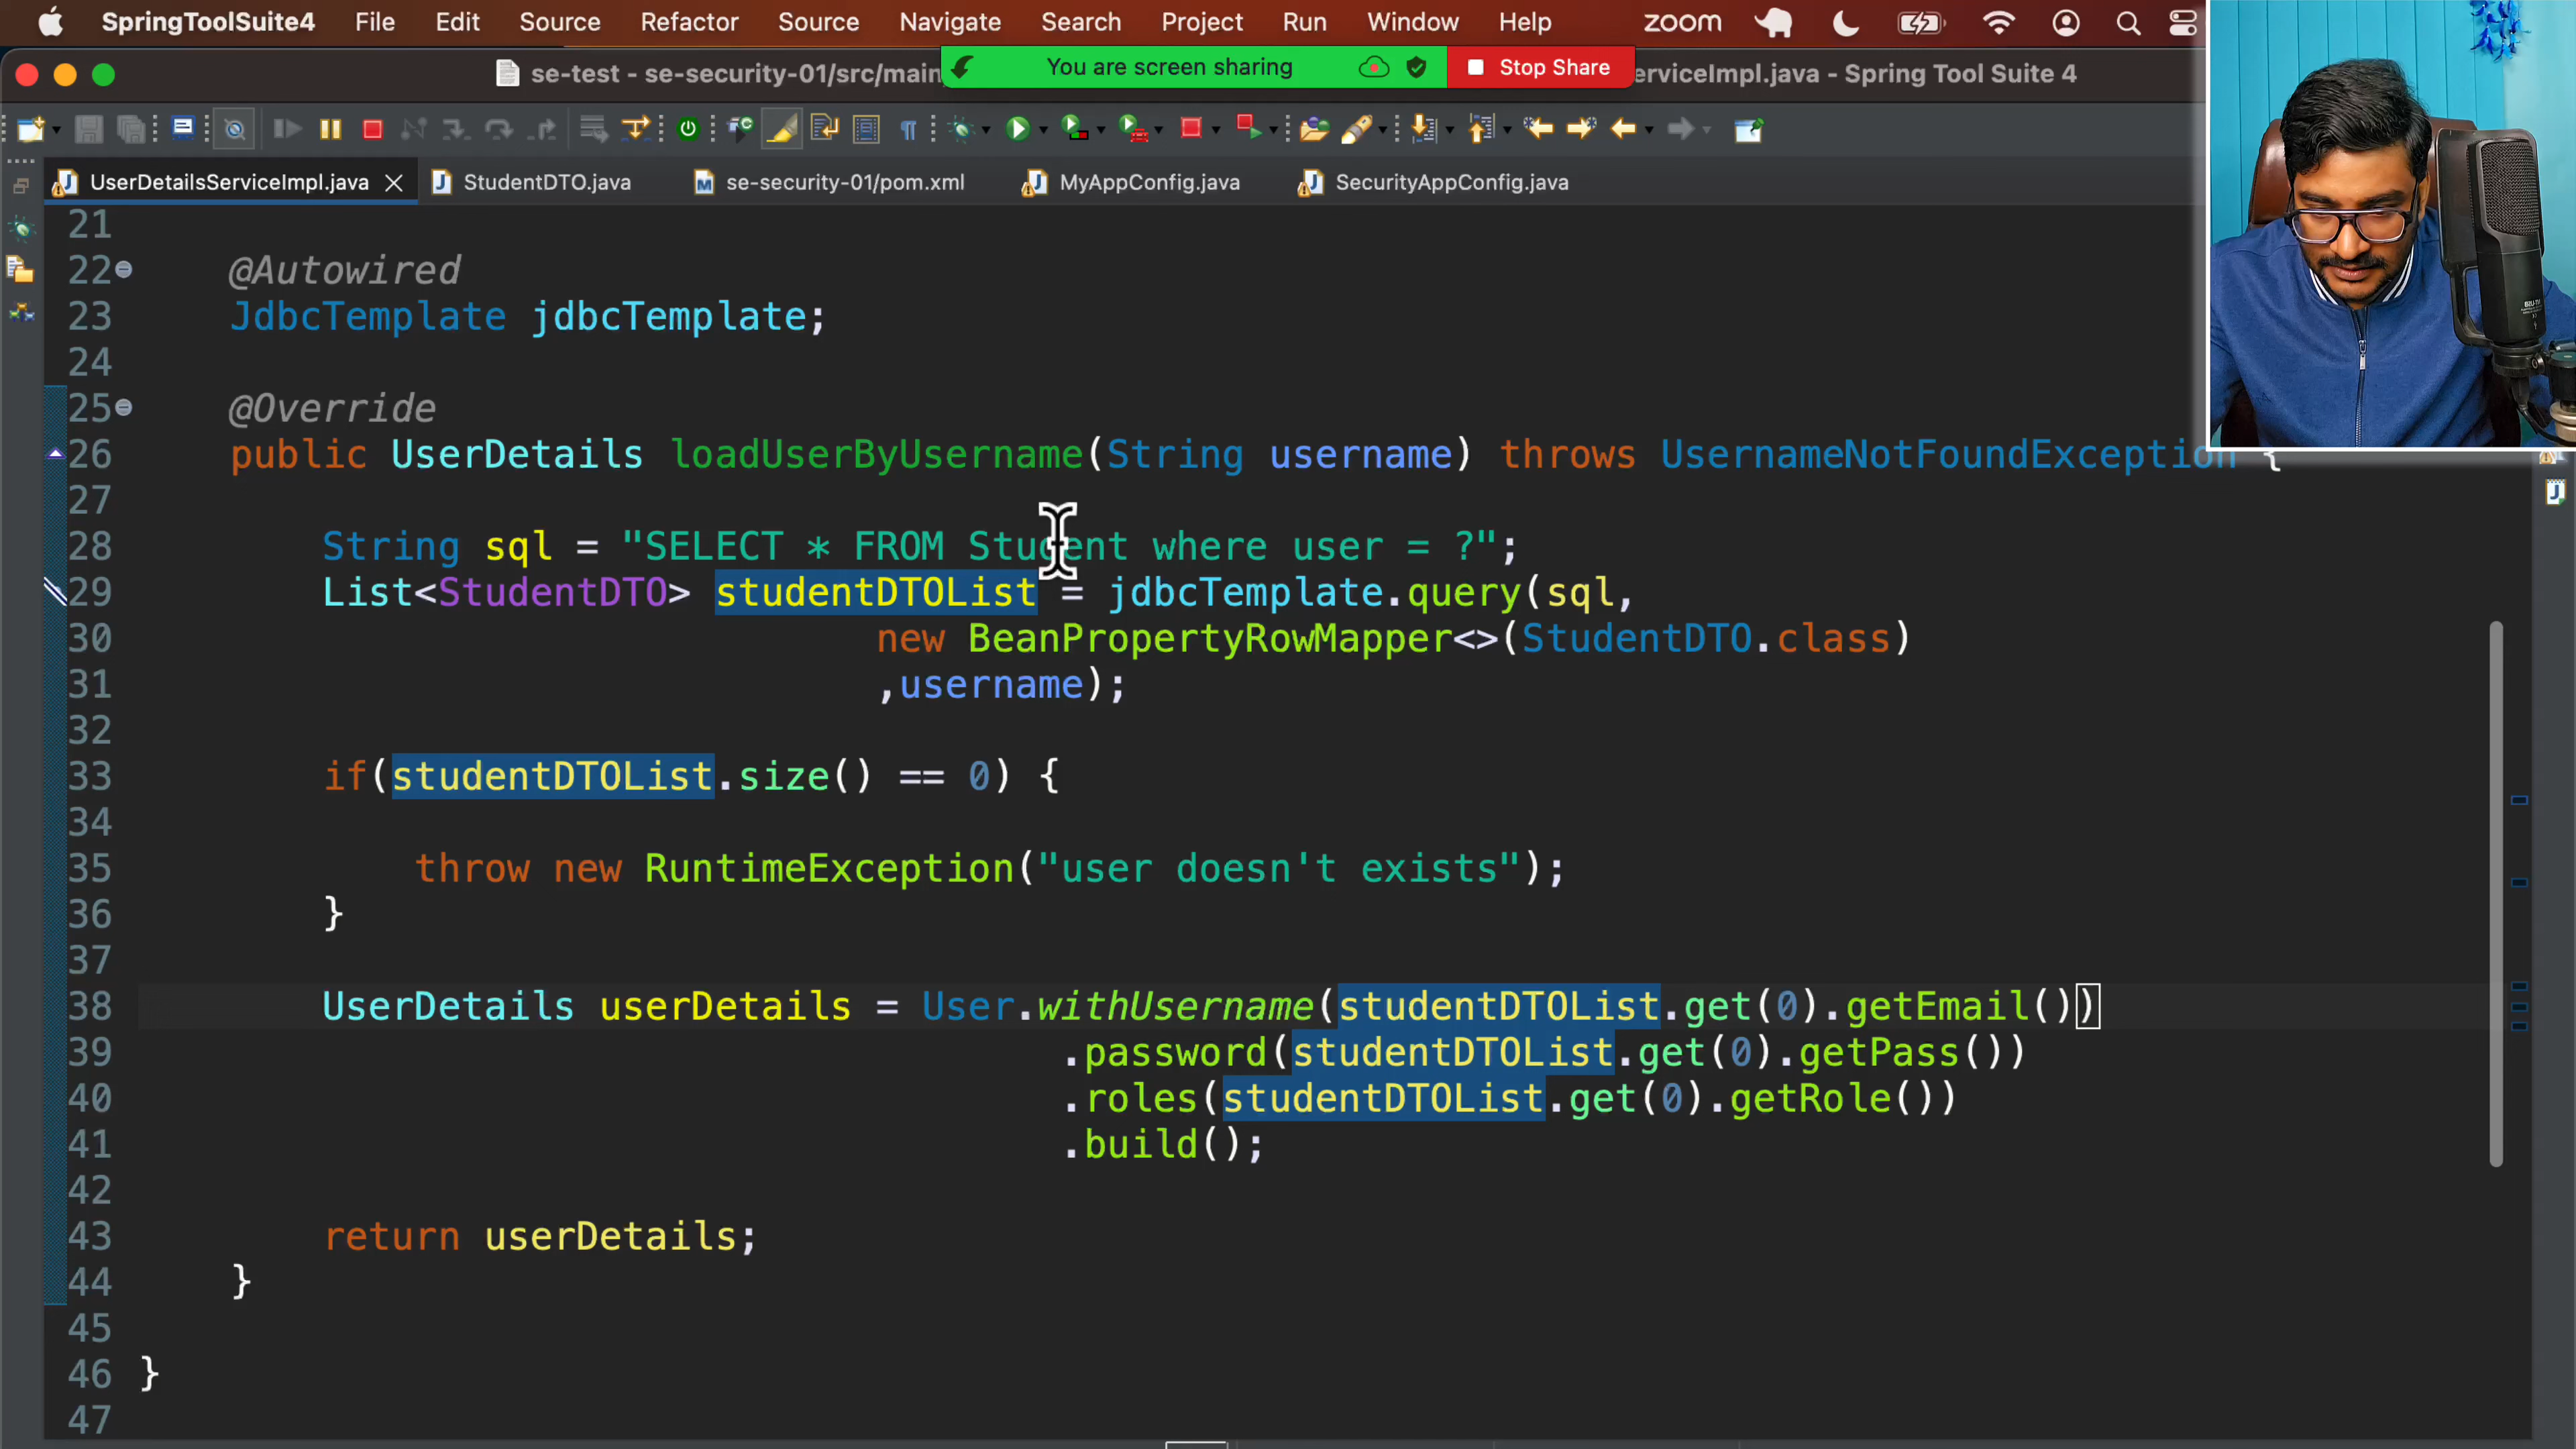 SpringToolSuite4 File Edit Source Refactor Source Navigate Search Project Run Window Help zoom
se-test - se-security-01/src/main You are screen sharing Stop Share erviceImpl.java - Spring Tool Suite 4
UserDetailsServiceImpl.java StudentDTO.java se-security-01/pom.xml MyAppConfig.java SecurityAppConfig.java
21
22 @Autowired
23 JdbcTemplate jdbcTemplate;
24
25 @Override
26 public UserDetails loadUserByUsername(String username) throws UsernameNotFoundException {
27
28 String sql = "SELECT * FROM Student where user = ?";
29 List<StudentDTO> studentDTOList = jdbcTemplate.query(sql,
30 new BeanPropertyRowMapper<>(StudentDTO.class)
31 ,username);
32
33 if(studentDTOList.size() == 0) {
34
35 throw new RuntimeException("user doesn't exists");
36 }
37
38 UserDetails userDetails = User.withUsername(studentDTOList.get(0).getEmail())
39 .password(studentDTOList.get(0).getPass())
40 .roles(studentDTOList.get(0).getRole())
41 .build();
42
43 return userDetails;
44 }
45
46 }
47